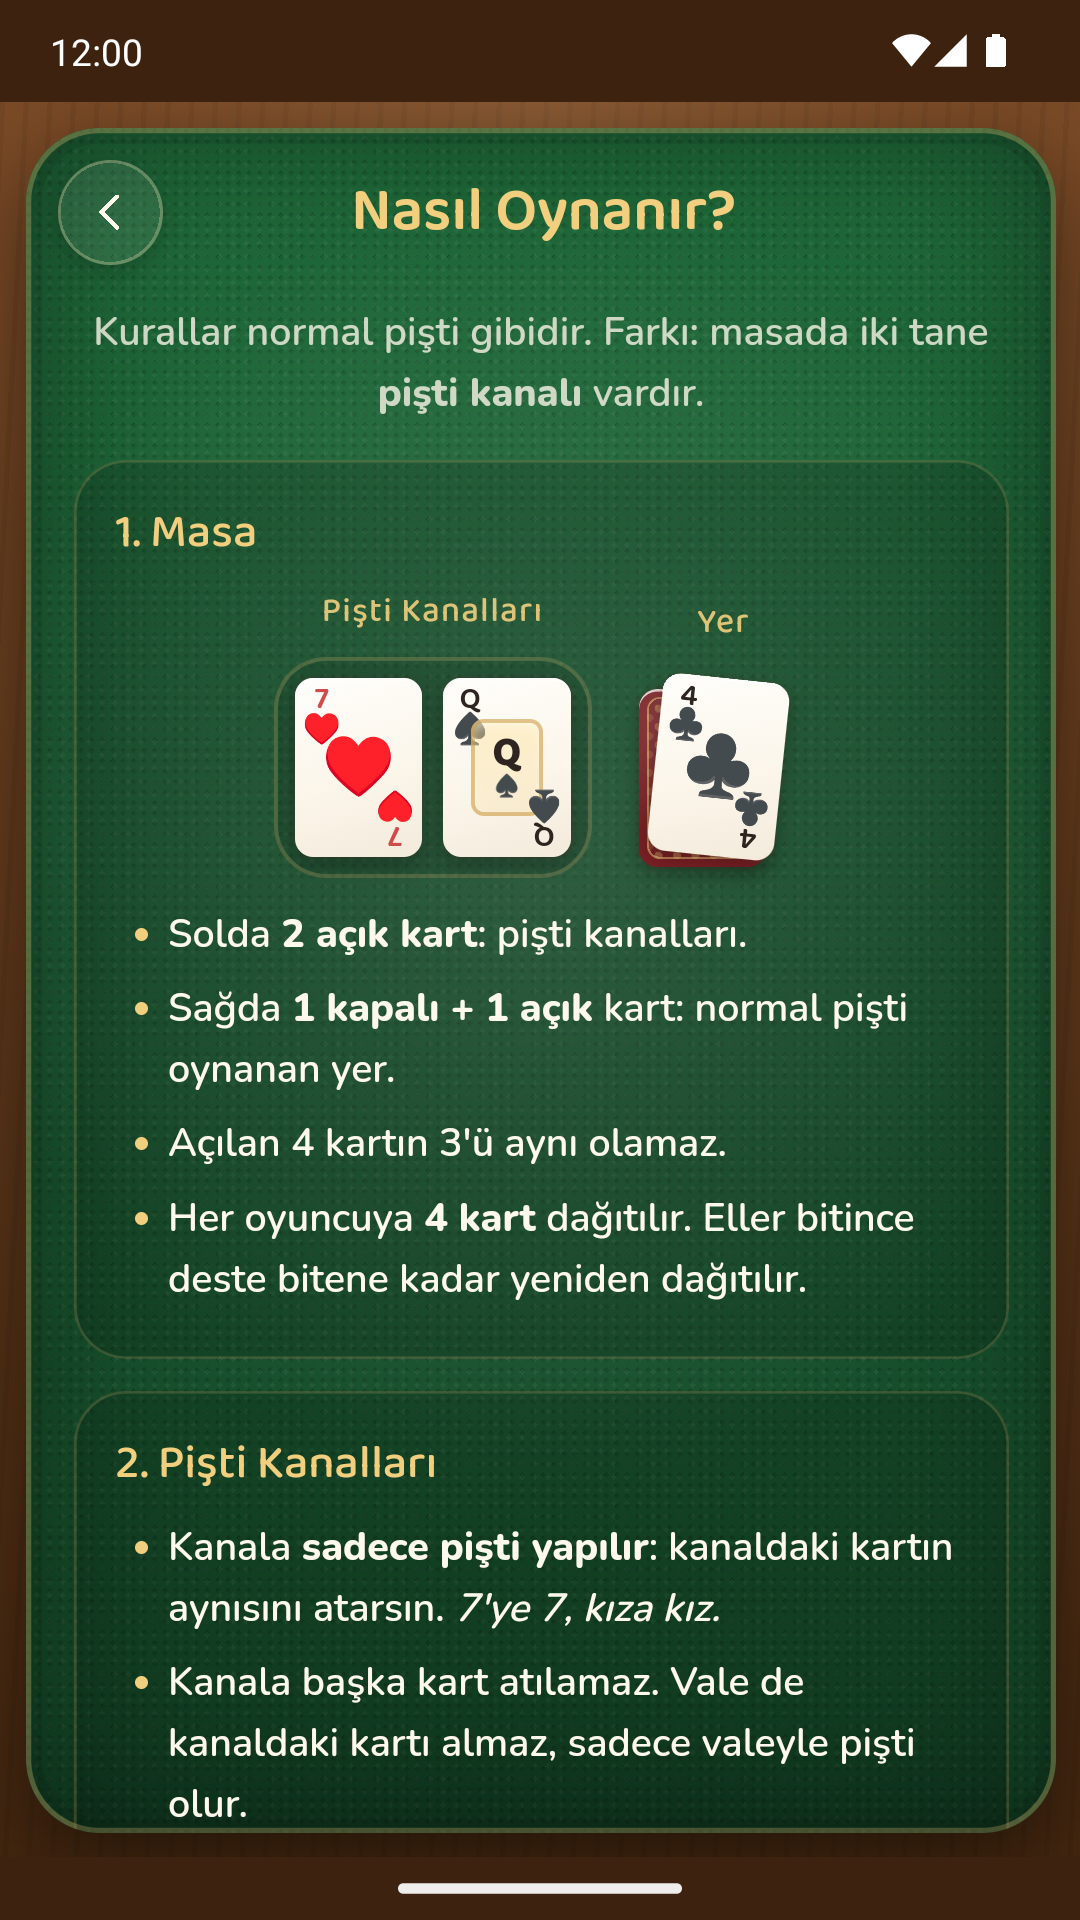 12:00
Nasıl Oynanır?
Kurallar normal pişti gibidir. Farkı: masada iki tane
pişti kanalı vardır.
1. Masa
Pişti Kanalları
Yer
7
7
Q
Q
Q
4
4
• Solda 2 açık kart: pişti kanalları.
• Sağda 1 kapalı + 1 açık kart: normal pişti
oynanan yer.
• Açılan 4 kartın 3'ü aynı olamaz.
• Her oyuncuya 4 kart dağıtılır. Eller bitince
deste bitene kadar yeniden dağıtılır.
2. Pişti Kanalları
• Kanala sadece pişti yapılır: kanaldaki kartın
aynısını atarsın. 7'ye 7, kıza kız.
• Kanala başka kart atılamaz. Vale de
kanaldaki kartı almaz, sadece valeyle pişti
olur.